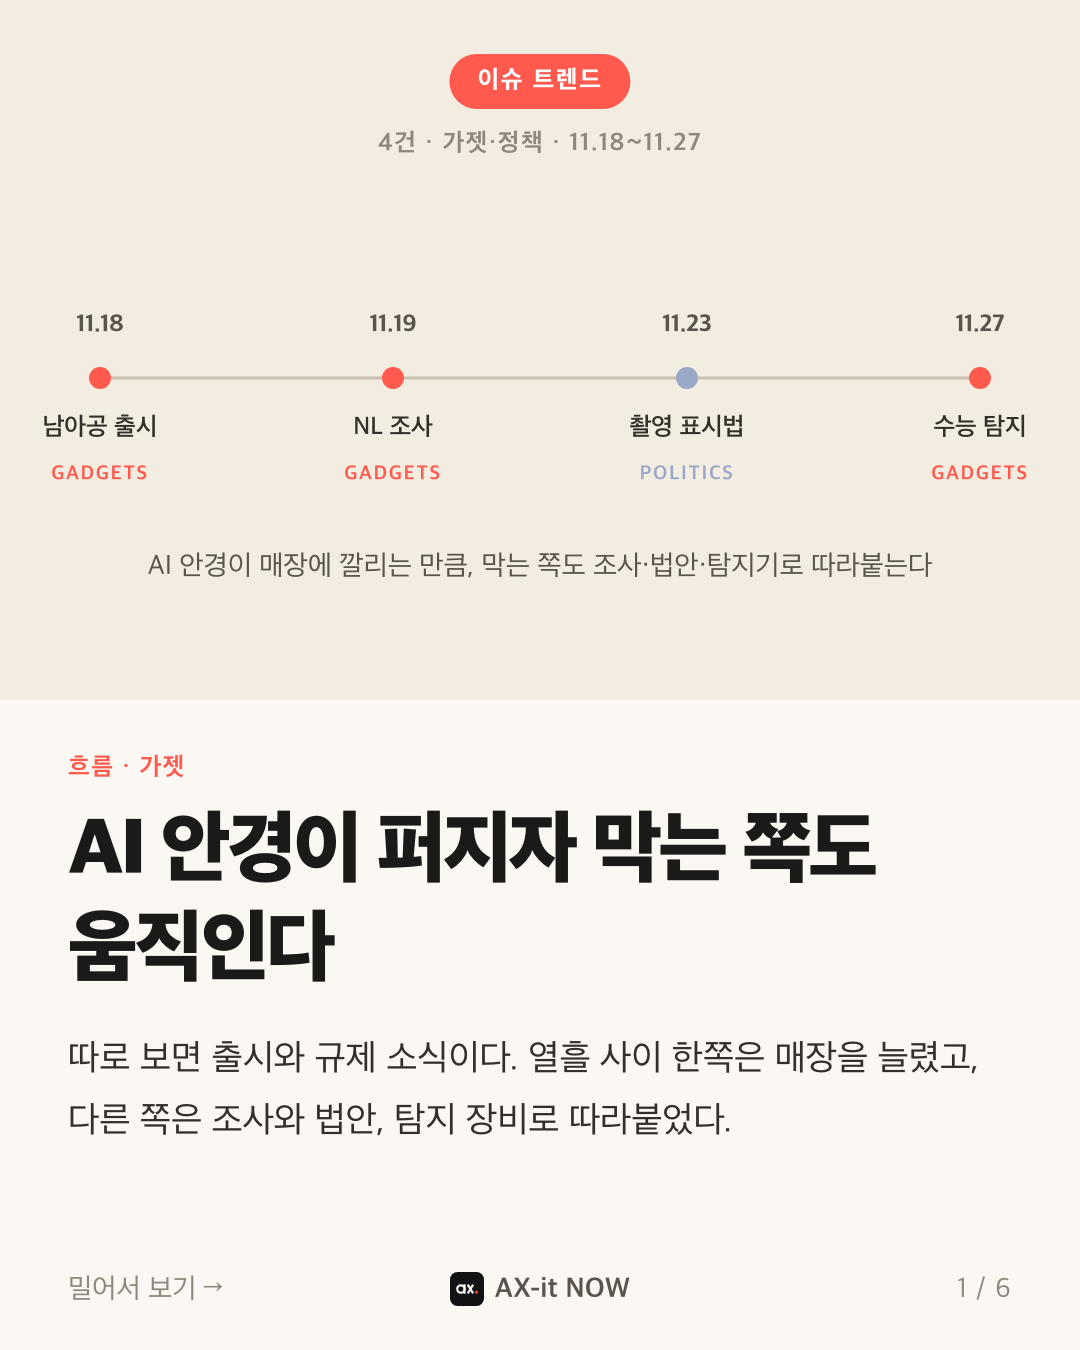 이슈 트렌드
4건 · 가젯·정책 · 11.18~11.27
11.18 11.19 11.23 11.27
남아공 출시 NL 조사 촬영 표시법 수능 탐지
GADGETS GADGETS POLITICS GADGETS
AI 안경이 매장에 깔리는 만큼, 막는 쪽도 조사·법안·탐지기로 따라붙는다
흐름 · 가젯
AI 안경이 퍼지자 막는 쪽도
움직인다
따로 보면 출시와 규제 소식이다. 열흘 사이 한쪽은 매장을 늘렸고,
다른 쪽은 조사와 법안, 탐지 장비로 따라붙었다.
밀어서 보기 → ax. AX-it NOW 1 / 6